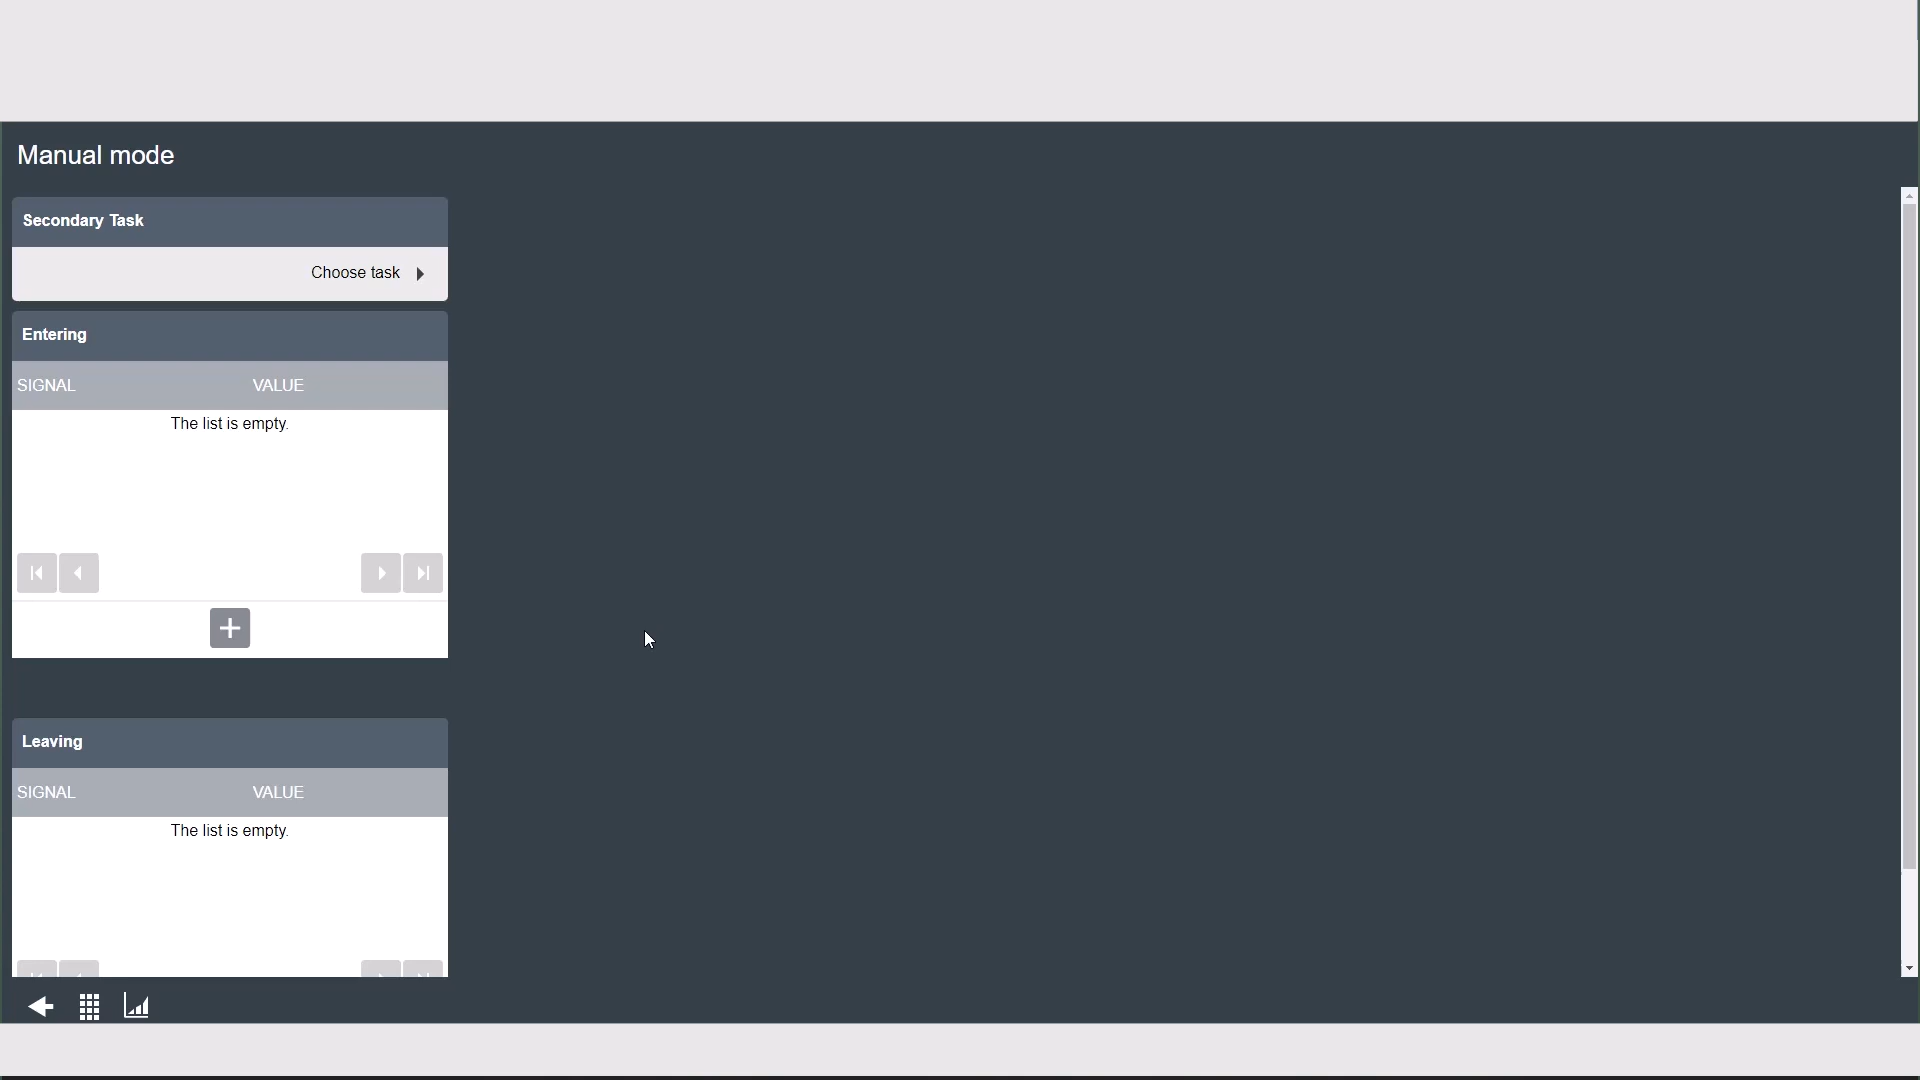 Manual mode
Secondary Task
Choose task
Entering
SIGNAL VALUE
The list is empty.
Leaving
SIGNAL VALUE
The list is empty.